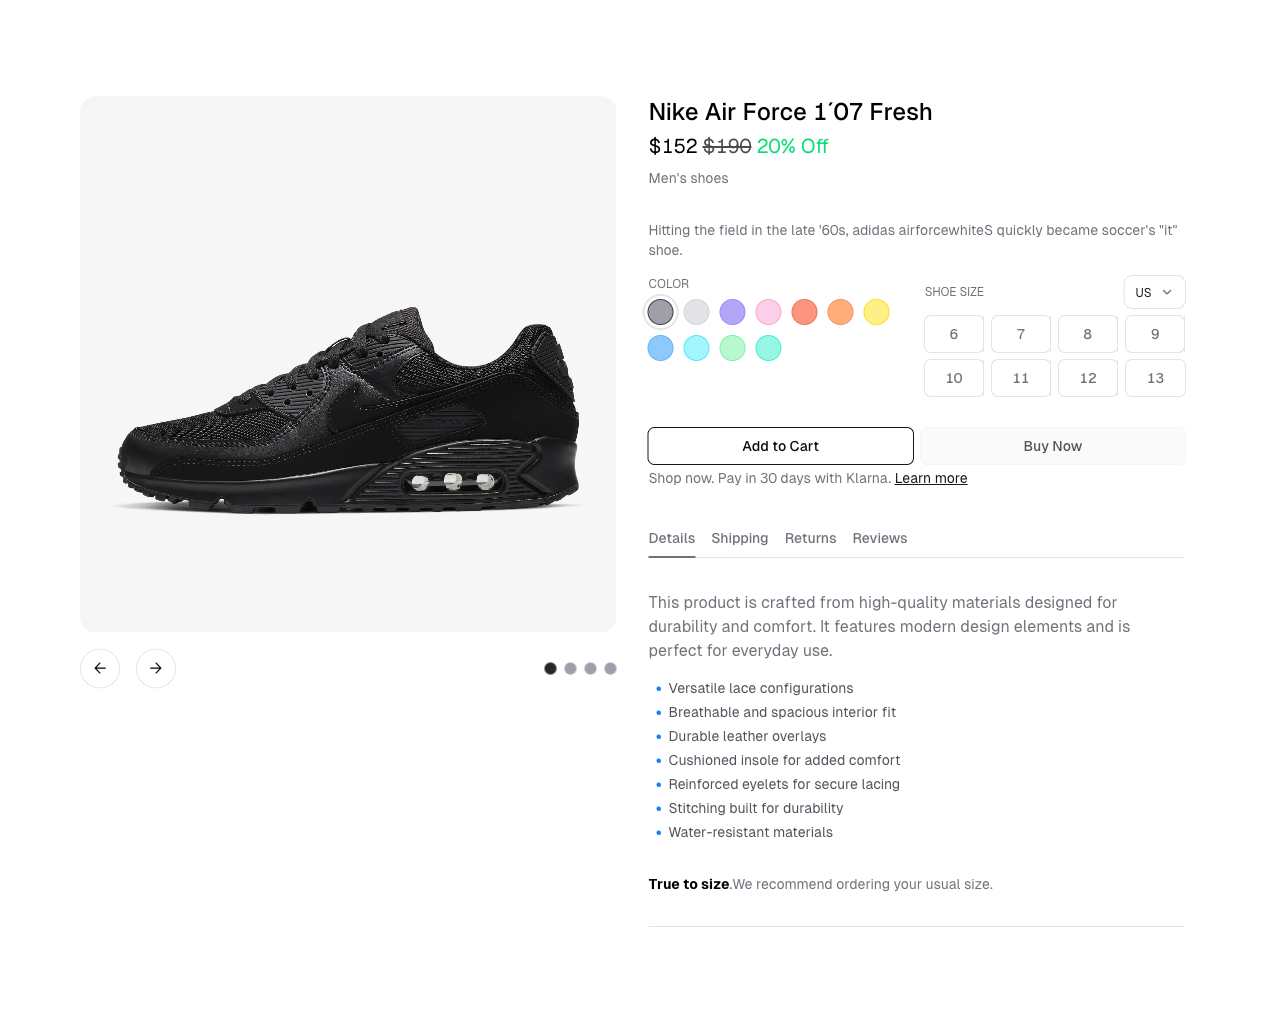 Nike Air Force 1´07 Fresh
$152 $190 20% Off
Men's shoes
Hitting the field in the late '60s, adidas airforcewhiteS quickly became soccer's "it"
shoe.
COLOR
SHOE SIZE
US
6 7 8 9
10 11 12 13
Add to Cart
Buy Now
Shop now. Pay in 30 days with Klarna. Learn more
Details Shipping Returns Reviews
This product is crafted from high-quality materials designed for
durability and comfort. It features modern design elements and is
perfect for everyday use.
• Versatile lace configurations
• Breathable and spacious interior fit
• Durable leather overlays
• Cushioned insole for added comfort
• Reinforced eyelets for secure lacing
• Stitching built for durability
• Water-resistant materials
True to size.We recommend ordering your usual size.